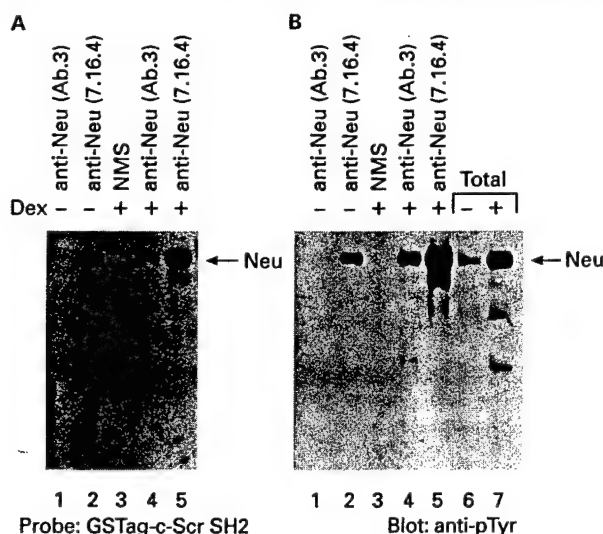 A
anti-Neu (Ab.3)
anti-Neu (7.16.4)
NMS
anti-Neu (Ab.3)
anti-Neu (7.16.4)
Dex − − + + +
← Neu
1 2 3 4 5
Probe: GSTag-c-Scr SH2
B
anti-Neu (Ab.3)
anti-Neu (7.16.4)
NMS
anti-Neu (Ab.3)
anti-Neu (7.16.4)
Total
− − + + + − +
← Neu
1 2 3 4 5 6 7
Blot: anti-pTyr